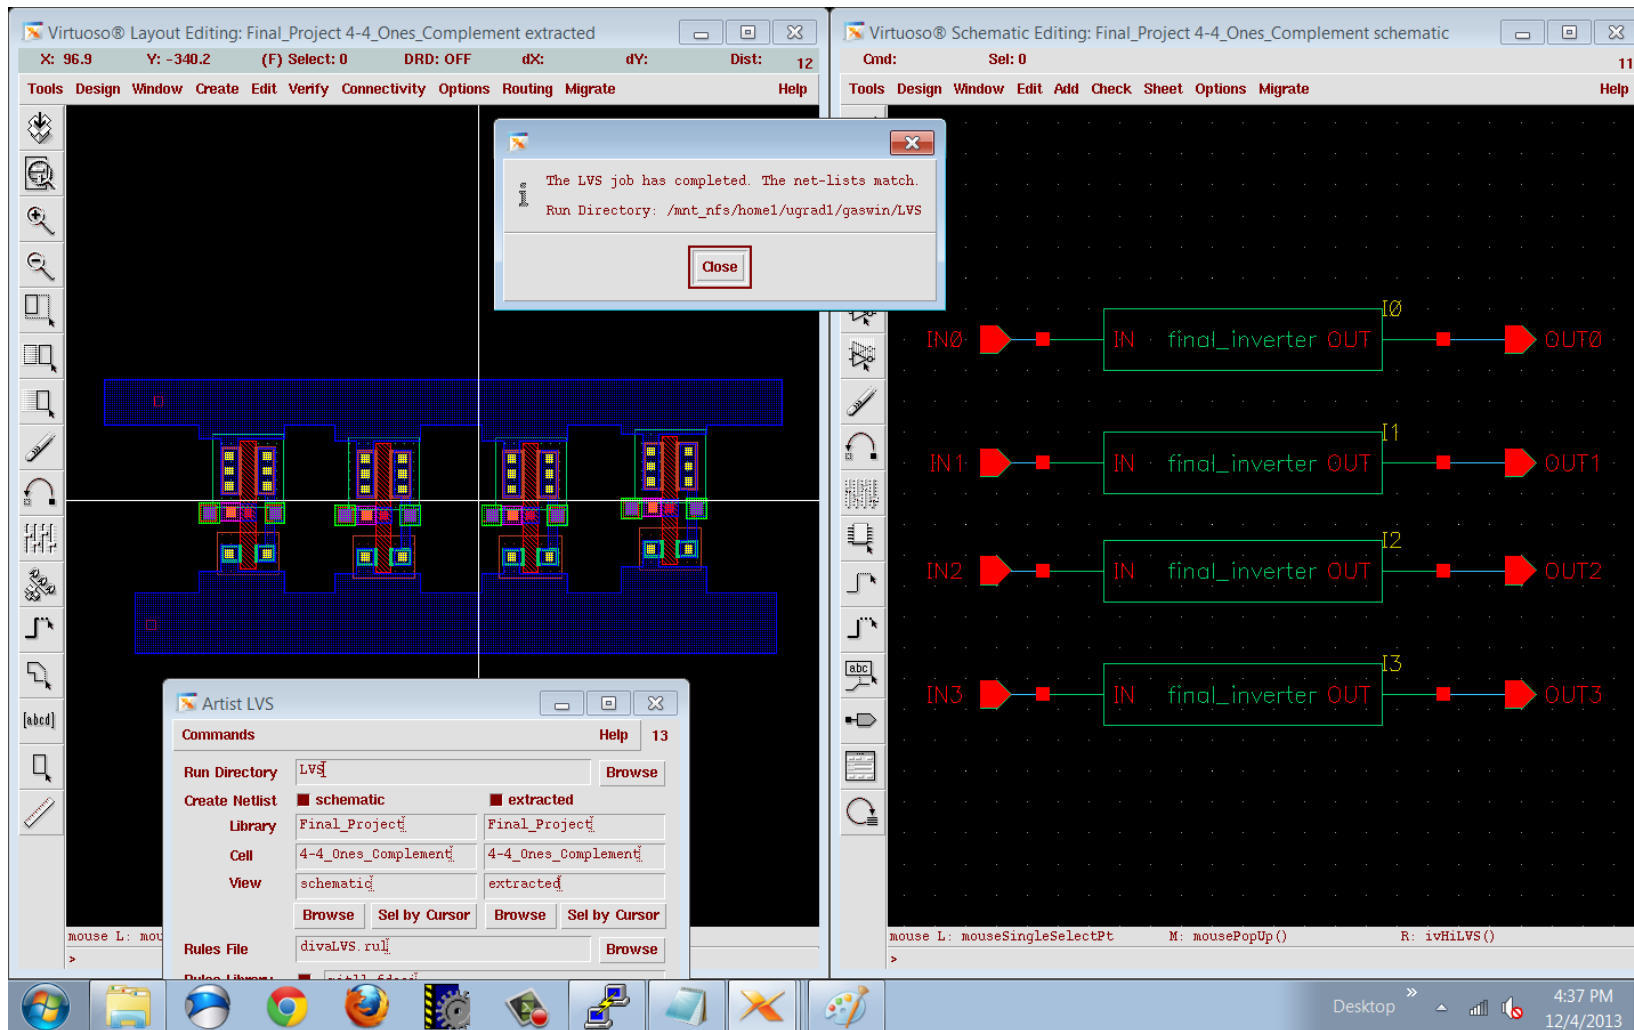 Virtuoso® Layout Editing: Final_Project 4-4_Ones_Complement extracted
X: 96.9 Y: -340.2 (F) Select: 0 DRD: OFF dX: dY: Dist: 12
Tools Design Window Create Edit Verify Connectivity Options Routing Migrate Help
[abcd]
mouse L: mou
>
The LVS job has completed. The net-lists match.
Run Directory: /mnt_nfs/home1/ugrad1/gaswin/LVS
Close
Artist LVS
Commands Help 13
Run Directory LVS Browse
Create Netlist schematic extracted
Library Final_Project Final_Project
Cell 4-4_Ones_Complement 4-4_Ones_Complement
View schematic extracted
Browse Sel by Cursor Browse Sel by Cursor
Rules File divaLVS.rul Browse
Virtuoso® Schematic Editing: Final_Project 4-4_Ones_Complement schematic
Cmd: Sel: 0 11
Tools Design Window Edit Add Check Sheet Options Migrate Help
abc
I0
IN0 IN final_inverter OUT OUT0
I1
IN1 IN final_inverter OUT OUT1
I2
IN2 IN final_inverter OUT OUT2
I3
IN3 IN final_inverter OUT OUT3
mouse L: mouseSingleSelectPt M: mousePopUp() R: ivHiLVS()
>
Desktop
4:37 PM
12/4/2013